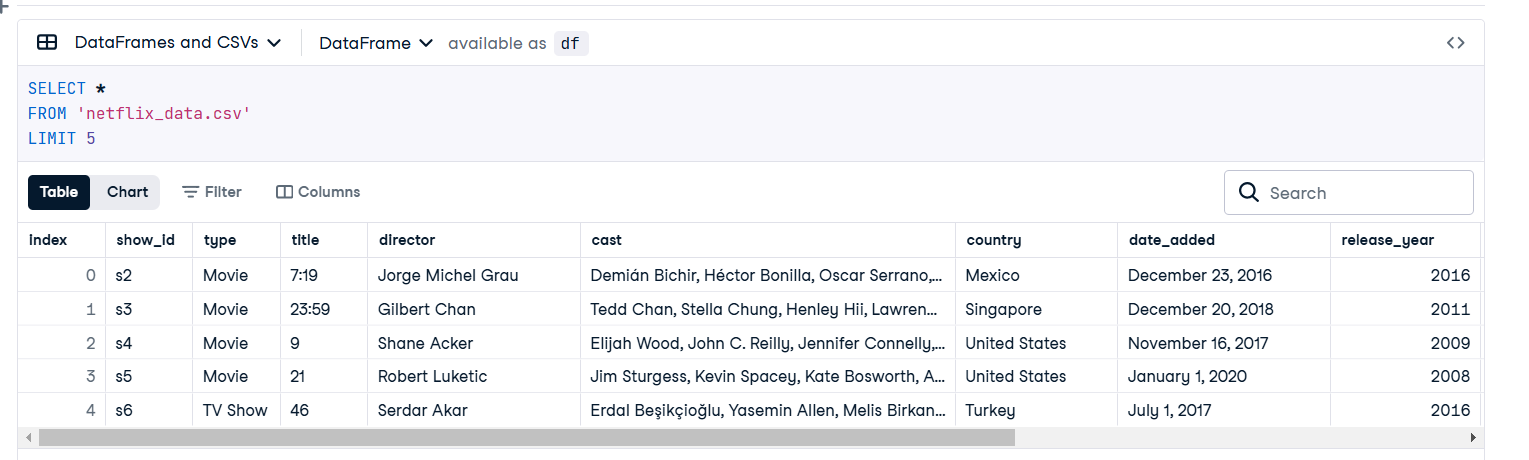 DataFrames and CSVs DataFrame available as df
SELECT *
FROM 'netflix_data.csv'
LIMIT 5
Table Chart Filter Columns Search
index show_id type title director cast country date_added release_year
0 s2 Movie 7:19 Jorge Michel Grau Demián Bichir, Héctor Bonilla, Oscar Serrano,... Mexico December 23, 2016 2016
1 s3 Movie 23:59 Gilbert Chan Tedd Chan, Stella Chung, Henley Hii, Lawren... Singapore December 20, 2018 2011
2 s4 Movie 9 Shane Acker Elijah Wood, John C. Reilly, Jennifer Connelly,... United States November 16, 2017 2009
3 s5 Movie 21 Robert Luketic Jim Sturgess, Kevin Spacey, Kate Bosworth, A... United States January 1, 2020 2008
4 s6 TV Show 46 Serdar Akar Erdal Beşikçioğlu, Yasemin Allen, Melis Birkan... Turkey July 1, 2017 2016